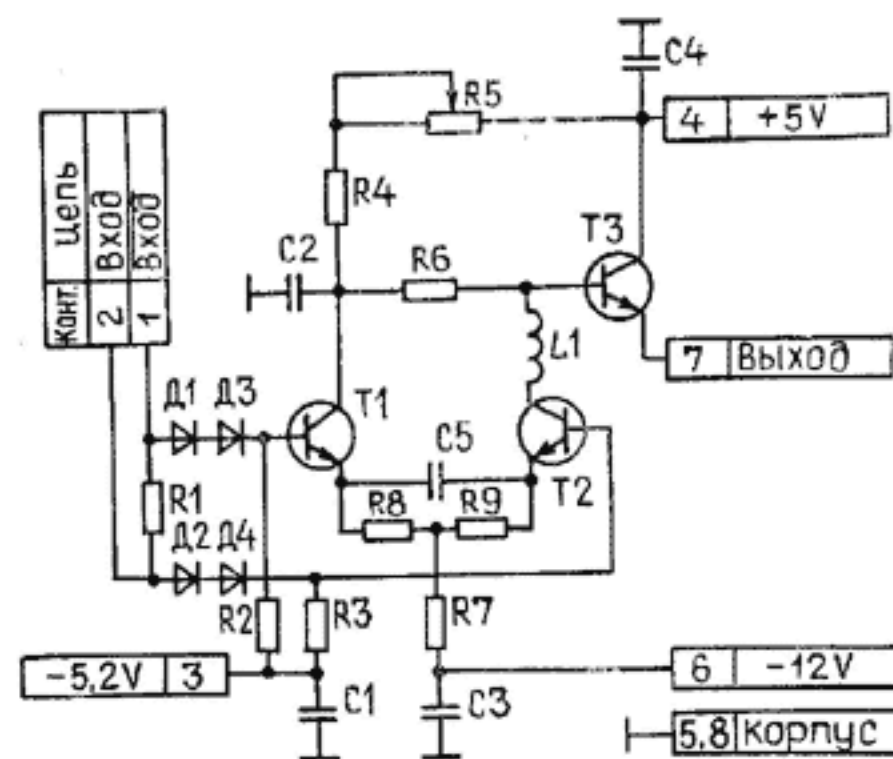 Конт. Цепь
2 Вход
1 Вход
C4
R5
4 +5V
R4
C2
R6
T3
L1
7 Выход
Д1 Д3
T1
C5
T2
R1
R8
R9
Д2 Д4
R2
R3
R7
-5,2V 3
6 -12V
C1
C3
5,8 Корпус